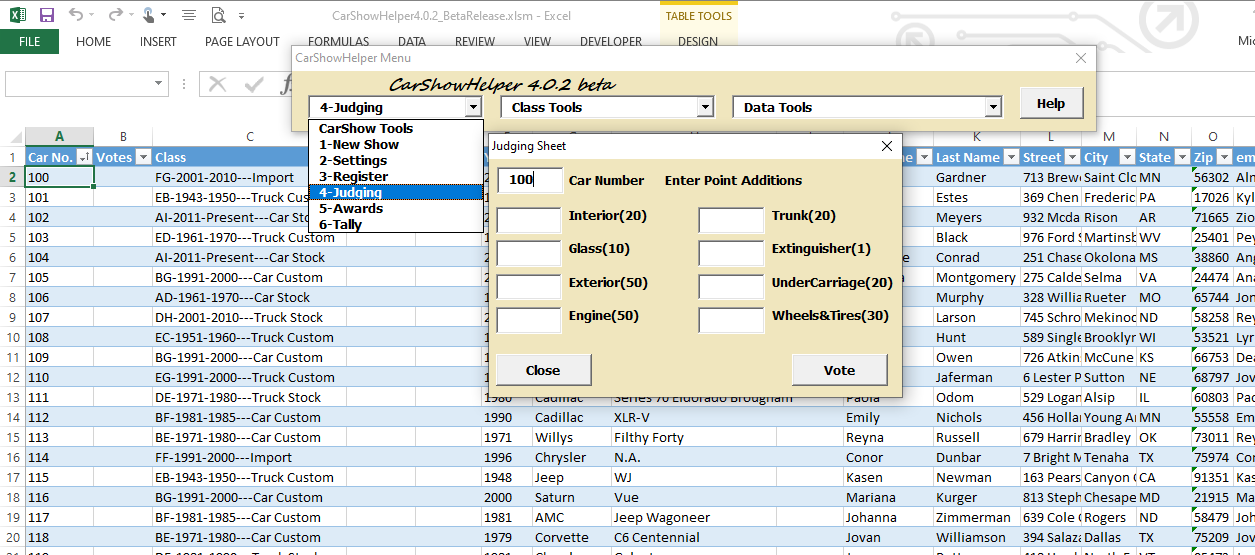 CarShowHelper4.0.2_BetaRelease.xlsm - Excel
TABLE TOOLS
FILE HOME INSERT PAGE LAYOUT FORMULAS DATA REVIEW VIEW DEVELOPER DESIGN
CarShowHelper Menu
CarShowHelper 4.0.2 beta
4-Judging Class Tools Data Tools Help
CarShow Tools
1-New Show
2-Settings
3-Register
4-Judging
5-Awards
6-Tally
Judging Sheet
100 Car Number Enter Point Additions
Interior(20) Trunk(20)
Glass(10) Extinguisher(1)
Exterior(50) UnderCarriage(20)
Engine(50) Wheels&Tires(30)
Close Vote
A B C K L M N O
1 Car No. Votes Class Last Name Street City State Zip
2 100 FG-2001-2010---Import Gardner 713 Brew Saint Clo MN 56302
3 101 EB-1943-1950---Truck Cus Estes 369 Chen Frederic PA 17026 Kyl
4 102 AI-2011-Present---Car Sto Meyers 932 Mcda Rison AR 71665 Zio
5 103 ED-1961-1970---Truck Custom Black 976 Ford S Martinsb WV 25401 Pey
6 104 AI-2011-Present---Car Stock Conrad 251 Chase Okolona MS 38860 Ang
7 105 BG-1991-2000---Car Custom Montgomery 275 Calde Selma VA 24474 Ana
8 106 AD-1961-1970---Car Stock Murphy 328 Willia Rueter MO 65744 Jon
9 107 DH-2001-2010---Truck Stock Larson 745 Schro Mekinoc ND 58258 Rey
10 108 EC-1951-1960---Truck Custom Hunt 589 Single Brooklyn WI 53521 Lyr
11 109 BG-1991-2000---Car Custom Owen 726 Atkin McCune KS 66753 Dea
12 110 EG-1991-2000---Truck Custom Jaferman 6 Lester P Sutton NE 68797 Jov
13 111 DE-1971-1980---Truck Stock 1980 Cadillac Series 70 Eldorado Brougham Paola Odom 529 Logan Alsip IL 60803 Pao
14 112 BF-1981-1985---Car Custom 1990 Cadillac XLR-V Emily Nichols 456 Hollan Young Am MN 55558 Em
15 113 BE-1971-1980---Car Custom 1971 Willys Filthy Forty Reyna Russell 679 Harrin Bradley OK 73011 Rey
16 114 FF-1991-2000---Import 1996 Chrysler N.A. Conor Dunbar 7 Bright M Tenaha TX 75974 Con
17 115 EB-1943-1950---Truck Custom 1948 Jeep WJ Kasen Newman 163 Pears Canyon C CA 91351 Kas
18 116 BG-1991-2000---Car Custom 2000 Saturn Vue Mariana Kurger 813 Steph Chesape MD 21915 Ma
19 117 BF-1981-1985---Car Custom 1981 AMC Jeep Wagoneer Johanna Zimmerman 639 Cole Rogers ND 58479 Joh
20 118 BE-1971-1980---Car Custom 1979 Corvette C6 Centennial Jovan Williamson 394 Alask Dallas TX 75209 Jov